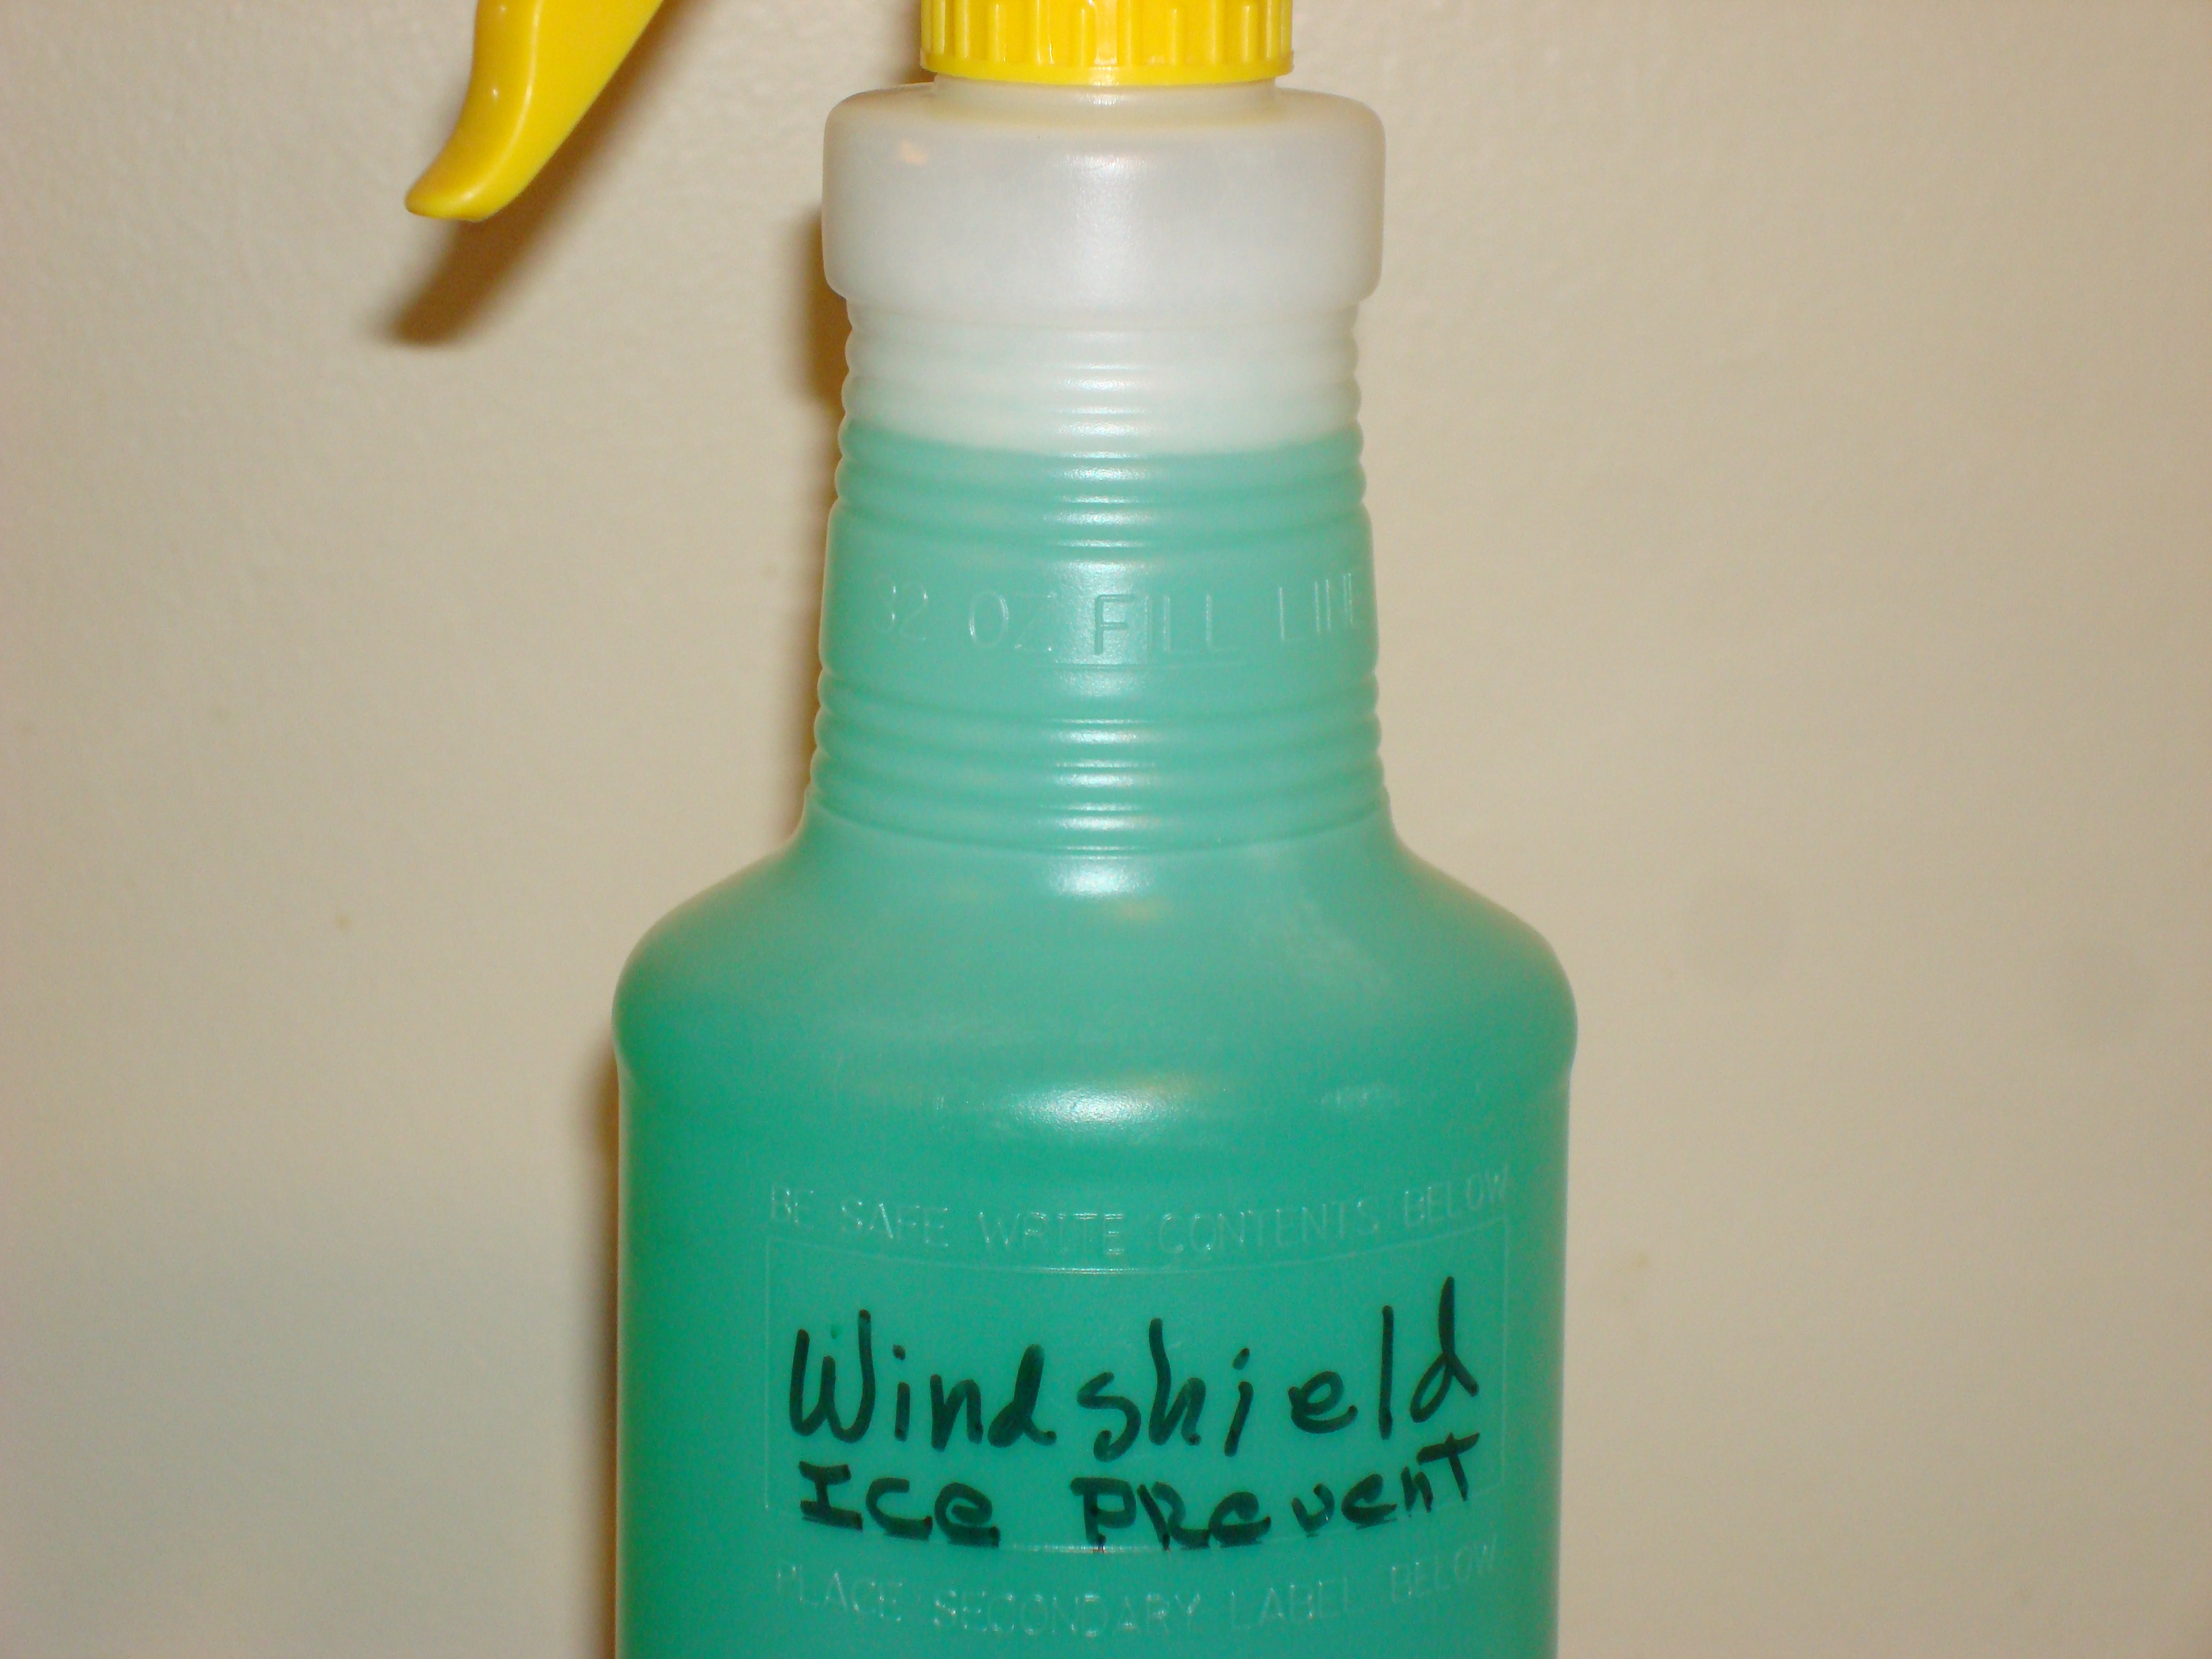 32 OZ FILL LINE
BE SAFE WRITE CONTENTS BELOW
Windshield
Ice PRevenT
PLACE SECONDARY LABEL BELOW